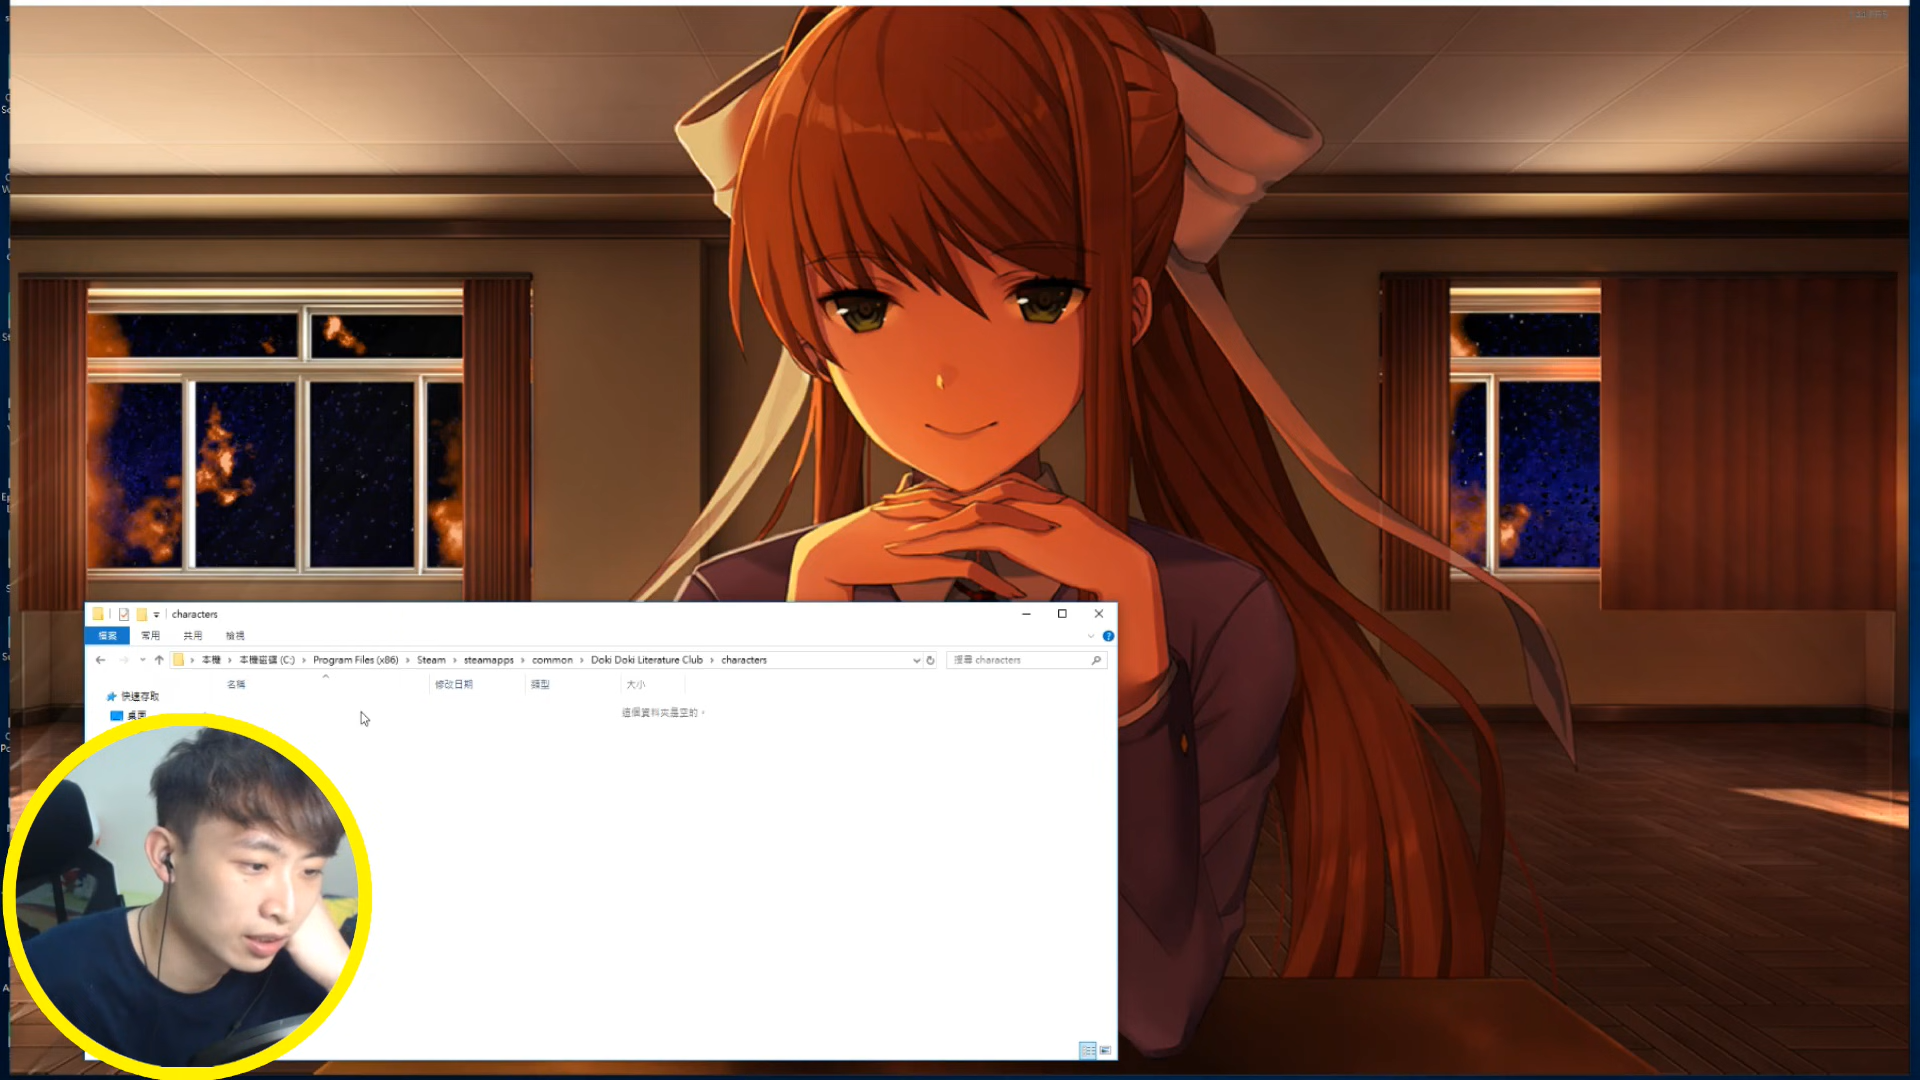 characters
檔案 常用 共用 檢視
本機 › 本機磁碟 (C:) › Program Files (x86) › Steam › steamapps › common › Doki Doki Literature Club › characters
搜尋 characters
名稱 修改日期 類型 大小
快速存取
這個資料夾是空的。
桌面